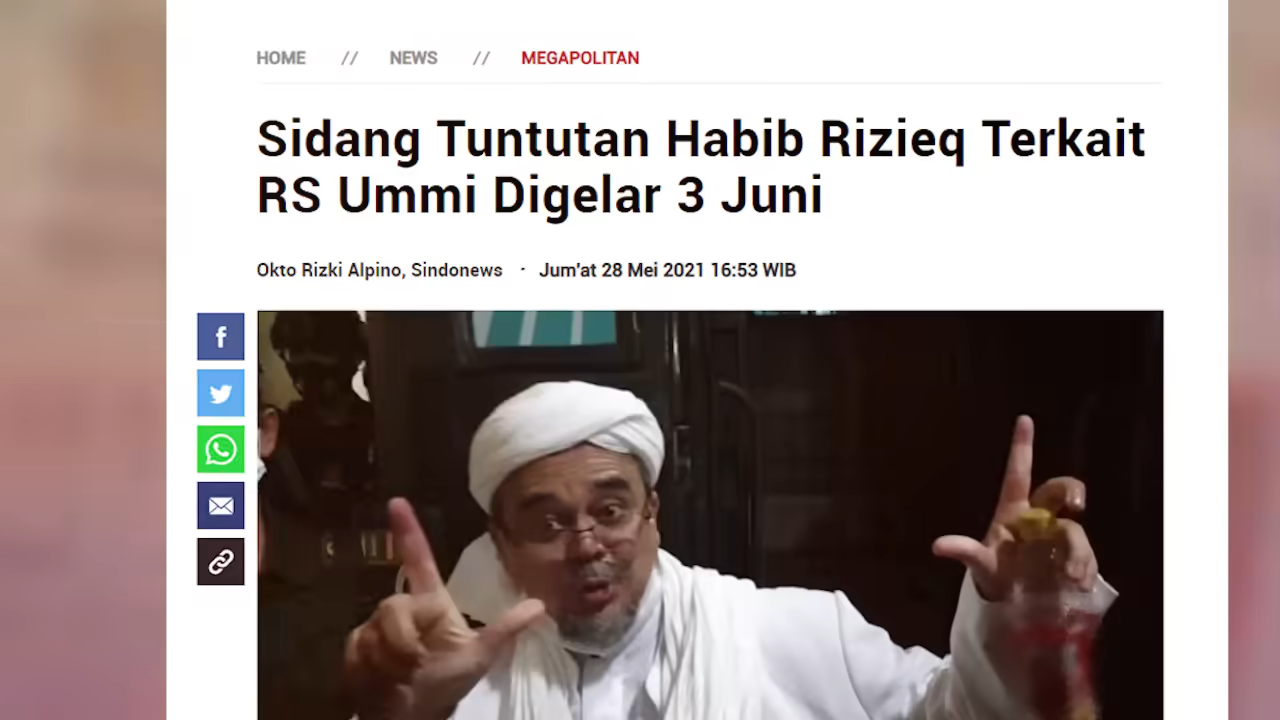 HOME // NEWS // MEGAPOLITAN
Sidang Tuntutan Habib Rizieq Terkait
RS Ummi Digelar 3 Juni
Okto Rizki Alpino, Sindonews · Jum'at 28 Mei 2021 16:53 WIB
f